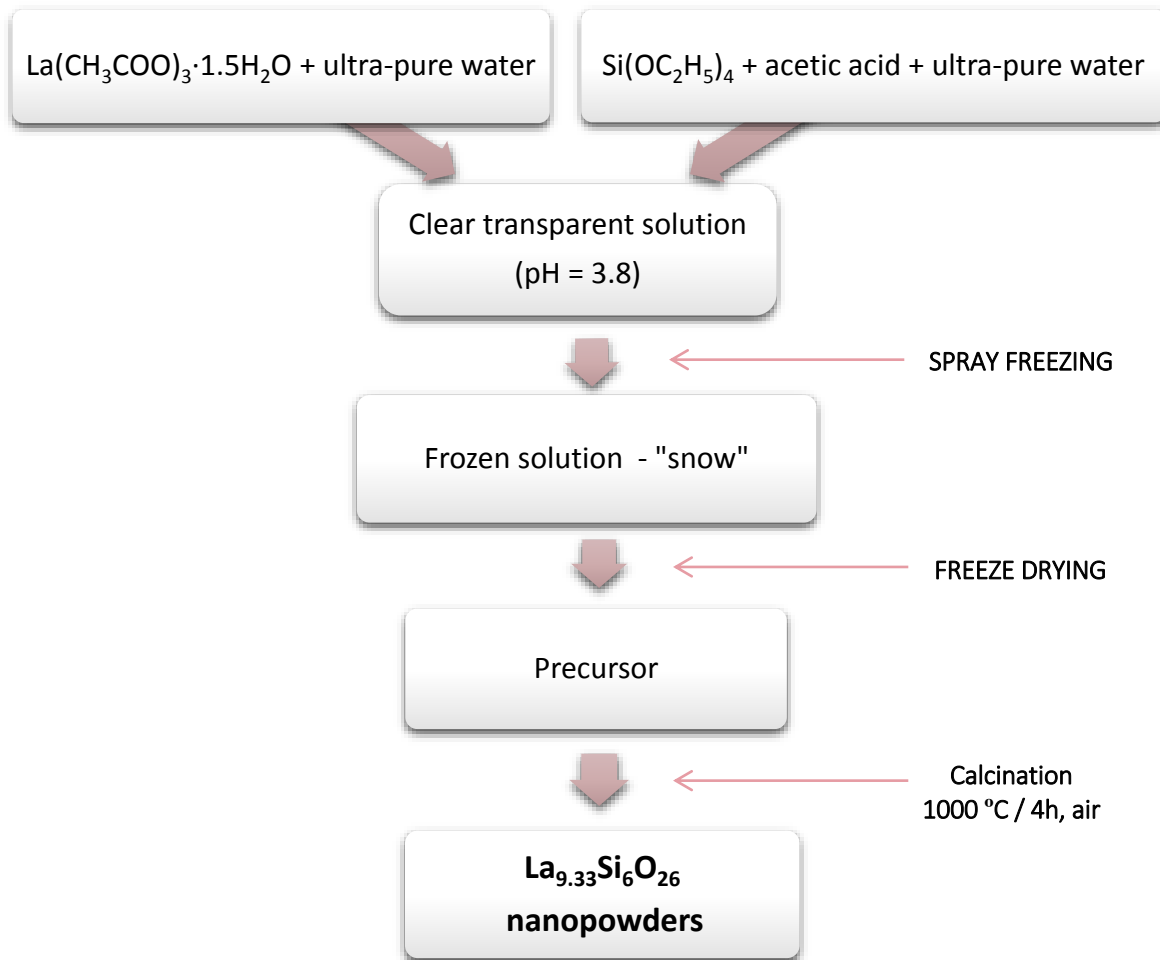 La(CH₃COO)₃·1.5H₂O + ultra-pure water
Si(OC₂H₅)₄ + acetic acid + ultra-pure water
Clear transparent solution
(pH = 3.8)
SPRAY FREEZING
Frozen solution - "snow"
FREEZE DRYING
Precursor
Calcination
1000 ºC / 4h, air
La₉.₃₃Si₆O₂₆
nanopowders